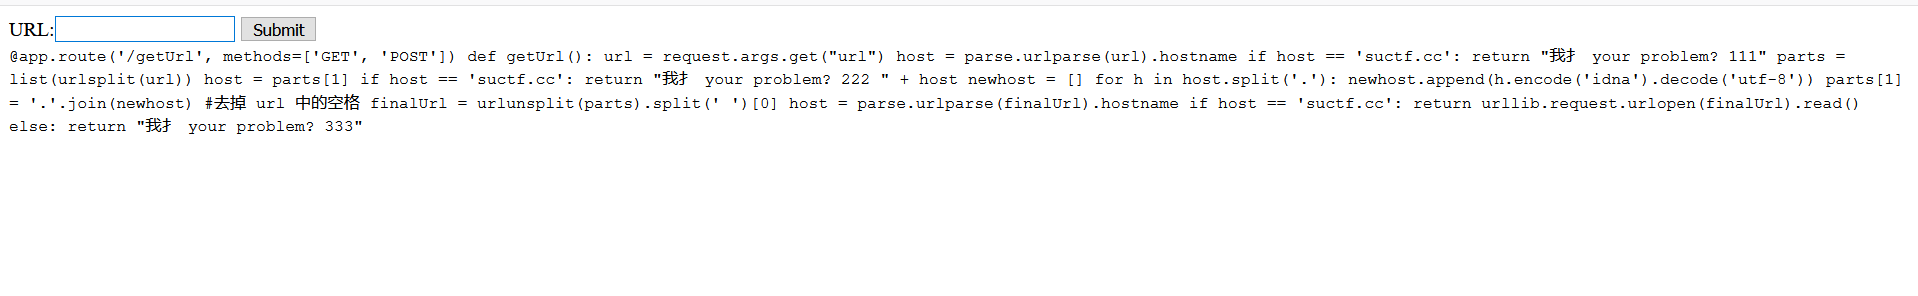 URL: Submit
@app.route('/getUrl', methods=['GET', 'POST']) def getUrl(): url = request.args.get("url") host = parse.urlparse(url).hostname if host == 'suctf.cc': return "我扌 your problem? 111" parts =
list(urlsplit(url)) host = parts[1] if host == 'suctf.cc': return "我扌 your problem? 222 " + host newhost = [] for h in host.split('.'): newhost.append(h.encode('idna').decode('utf-8')) parts[1]
= '.'.join(newhost) #去掉 url 中的空格 finalUrl = urlunsplit(parts).split(' ')[0] host = parse.urlparse(finalUrl).hostname if host == 'suctf.cc': return urllib.request.urlopen(finalUrl).read()
else: return "我扌 your problem? 333"